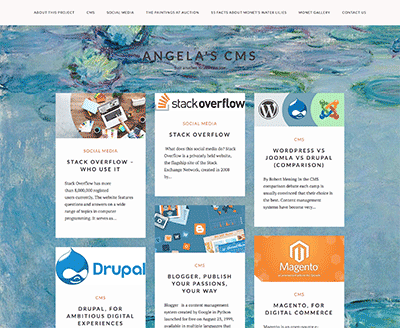 ABOUT THIS PROJECT CMS SOCIAL MEDIA THE PAINTINGS AT AUCTION 35 FACTS ABOUT MONET'S WATER LILIES MONET GALLERY CONTACT US
ANGELA'S CMS
SOCIAL MEDIA
STACK OVERFLOW –
WHO USE IT
Stack Overflow has more
than 8,000,000 registered
users currently. The website features
questions and answers on a wide
range of topics in computer
programming. It serves as...
Drupal
CMS
DRUPAL, FOR
AMBITIOUS DIGITAL
EXPERIENCES
stackoverflow
SOCIAL MEDIA
STACK OVERFLOW
What does this social media do? Stack
Overflow is a privately held website,
the flagship site of the Stack
Exchange Network, created in 2008
by...
CMS
BLOGGER, PUBLISH
YOUR PASSIONS,
YOUR WAY
Blogger is a content management
system created by Google in Python
launched for free on August 23, 1999,
available in multiple languages that
CMS
WORDPRESS VS
JOOMLA VS DRUPAL
(COMPARISON)
By Robert Mening In the CMS
comparison debate each camp is
usually convinced that their choice is
the best. Content management
systems have become very...
Magento
CMS
MAGENTO, FOR
DIGITAL COMMERCE
Magento is an open-source e-